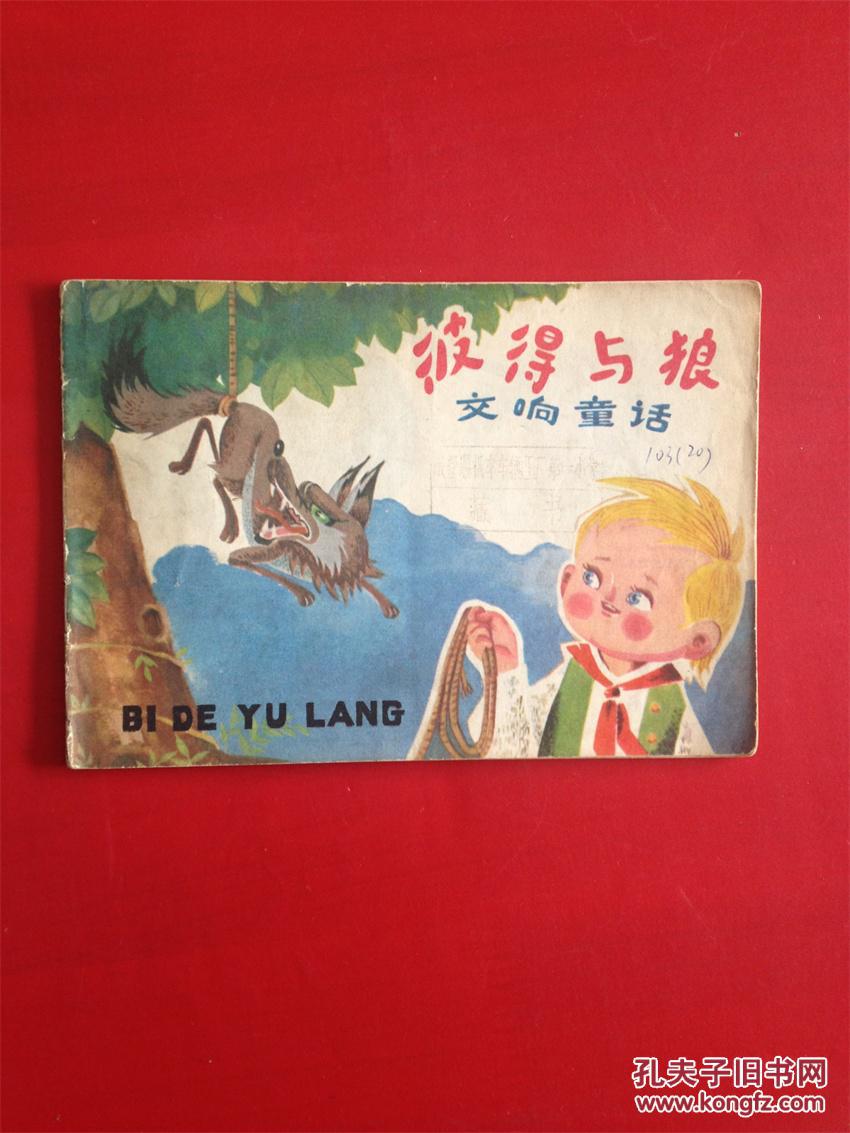 彼得与狼
交响童话
103(20)
BI DE YU LANG
孔夫子旧书网
www.kongfz.com